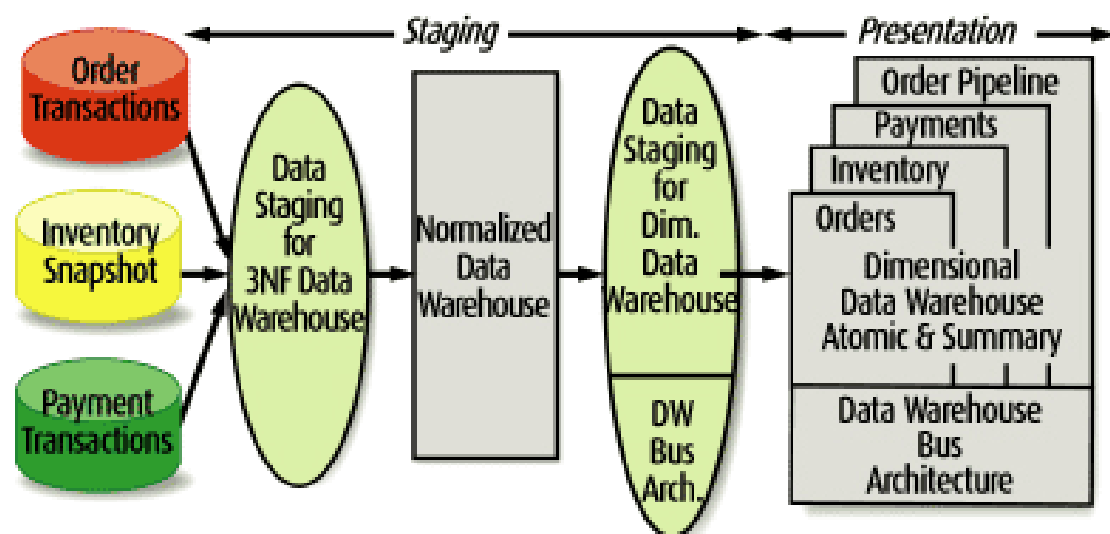 Staging
Presentation
Order
Transactions
Inventory
Snapshot
Payment
Transactions
Data
Staging
for
3NF Data
Warehouse
Normalized
Data
Warehouse
Data
Staging
for
Dim.
Data
Warehouse
DW
Bus
Arch.
Order Pipeline
Payments
Inventory
Orders
Dimensional
Data Warehouse
Atomic & Summary
Data Warehouse
Bus
Architecture